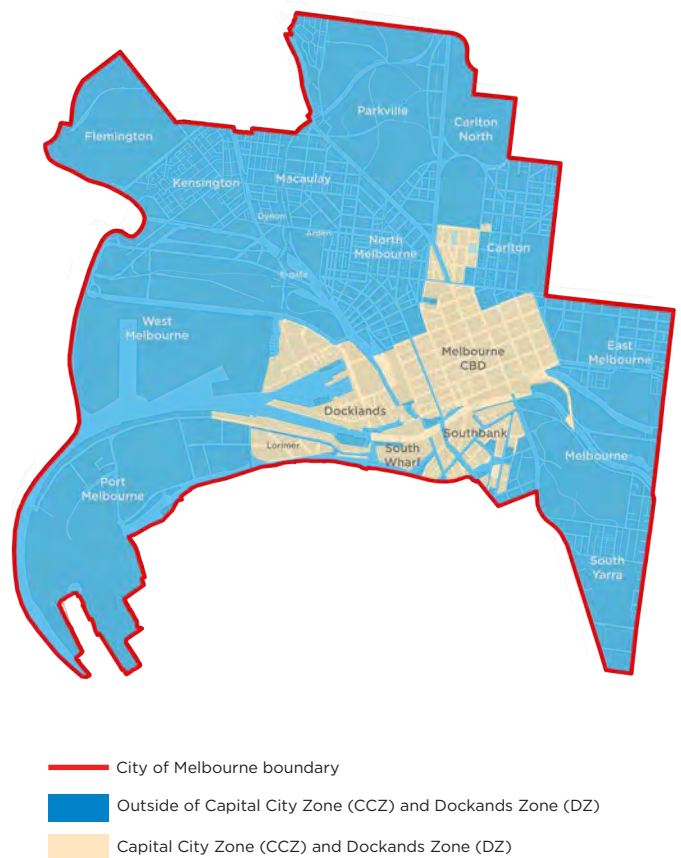 Parkville
Carlton
North
Flemington
Kensington
Macaulay
Dynon
Arden
North
Melbourne
Carlton
E-gate
West
Melbourne
East
Melbourne
Melbourne
CBD
Docklands
Southbank
Lorimer
South
Wharf
Melbourne
Port
Melbourne
South
Yarra
City of Melbourne boundary
Outside of Capital City Zone (CCZ) and Dockands Zone (DZ)
Capital City Zone (CCZ) and Dockands Zone (DZ)